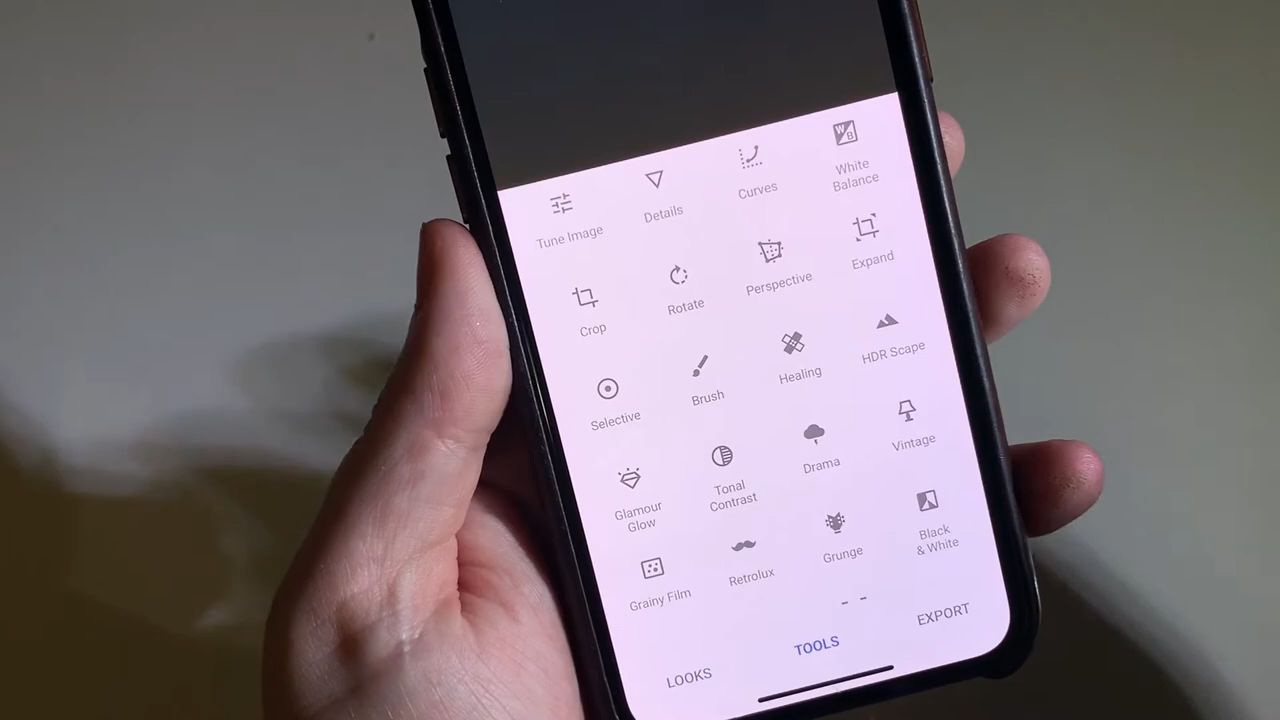 Tune Image
Details
Curves
W
B
White
Balance
Crop
Rotate
Perspective
Expand
Selective
Brush
Healing
HDR Scape
Glamour
Glow
Tonal
Contrast
Drama
Vintage
Grainy Film
Retrolux
Grunge
Black
& White
LOOKS
TOOLS
EXPORT